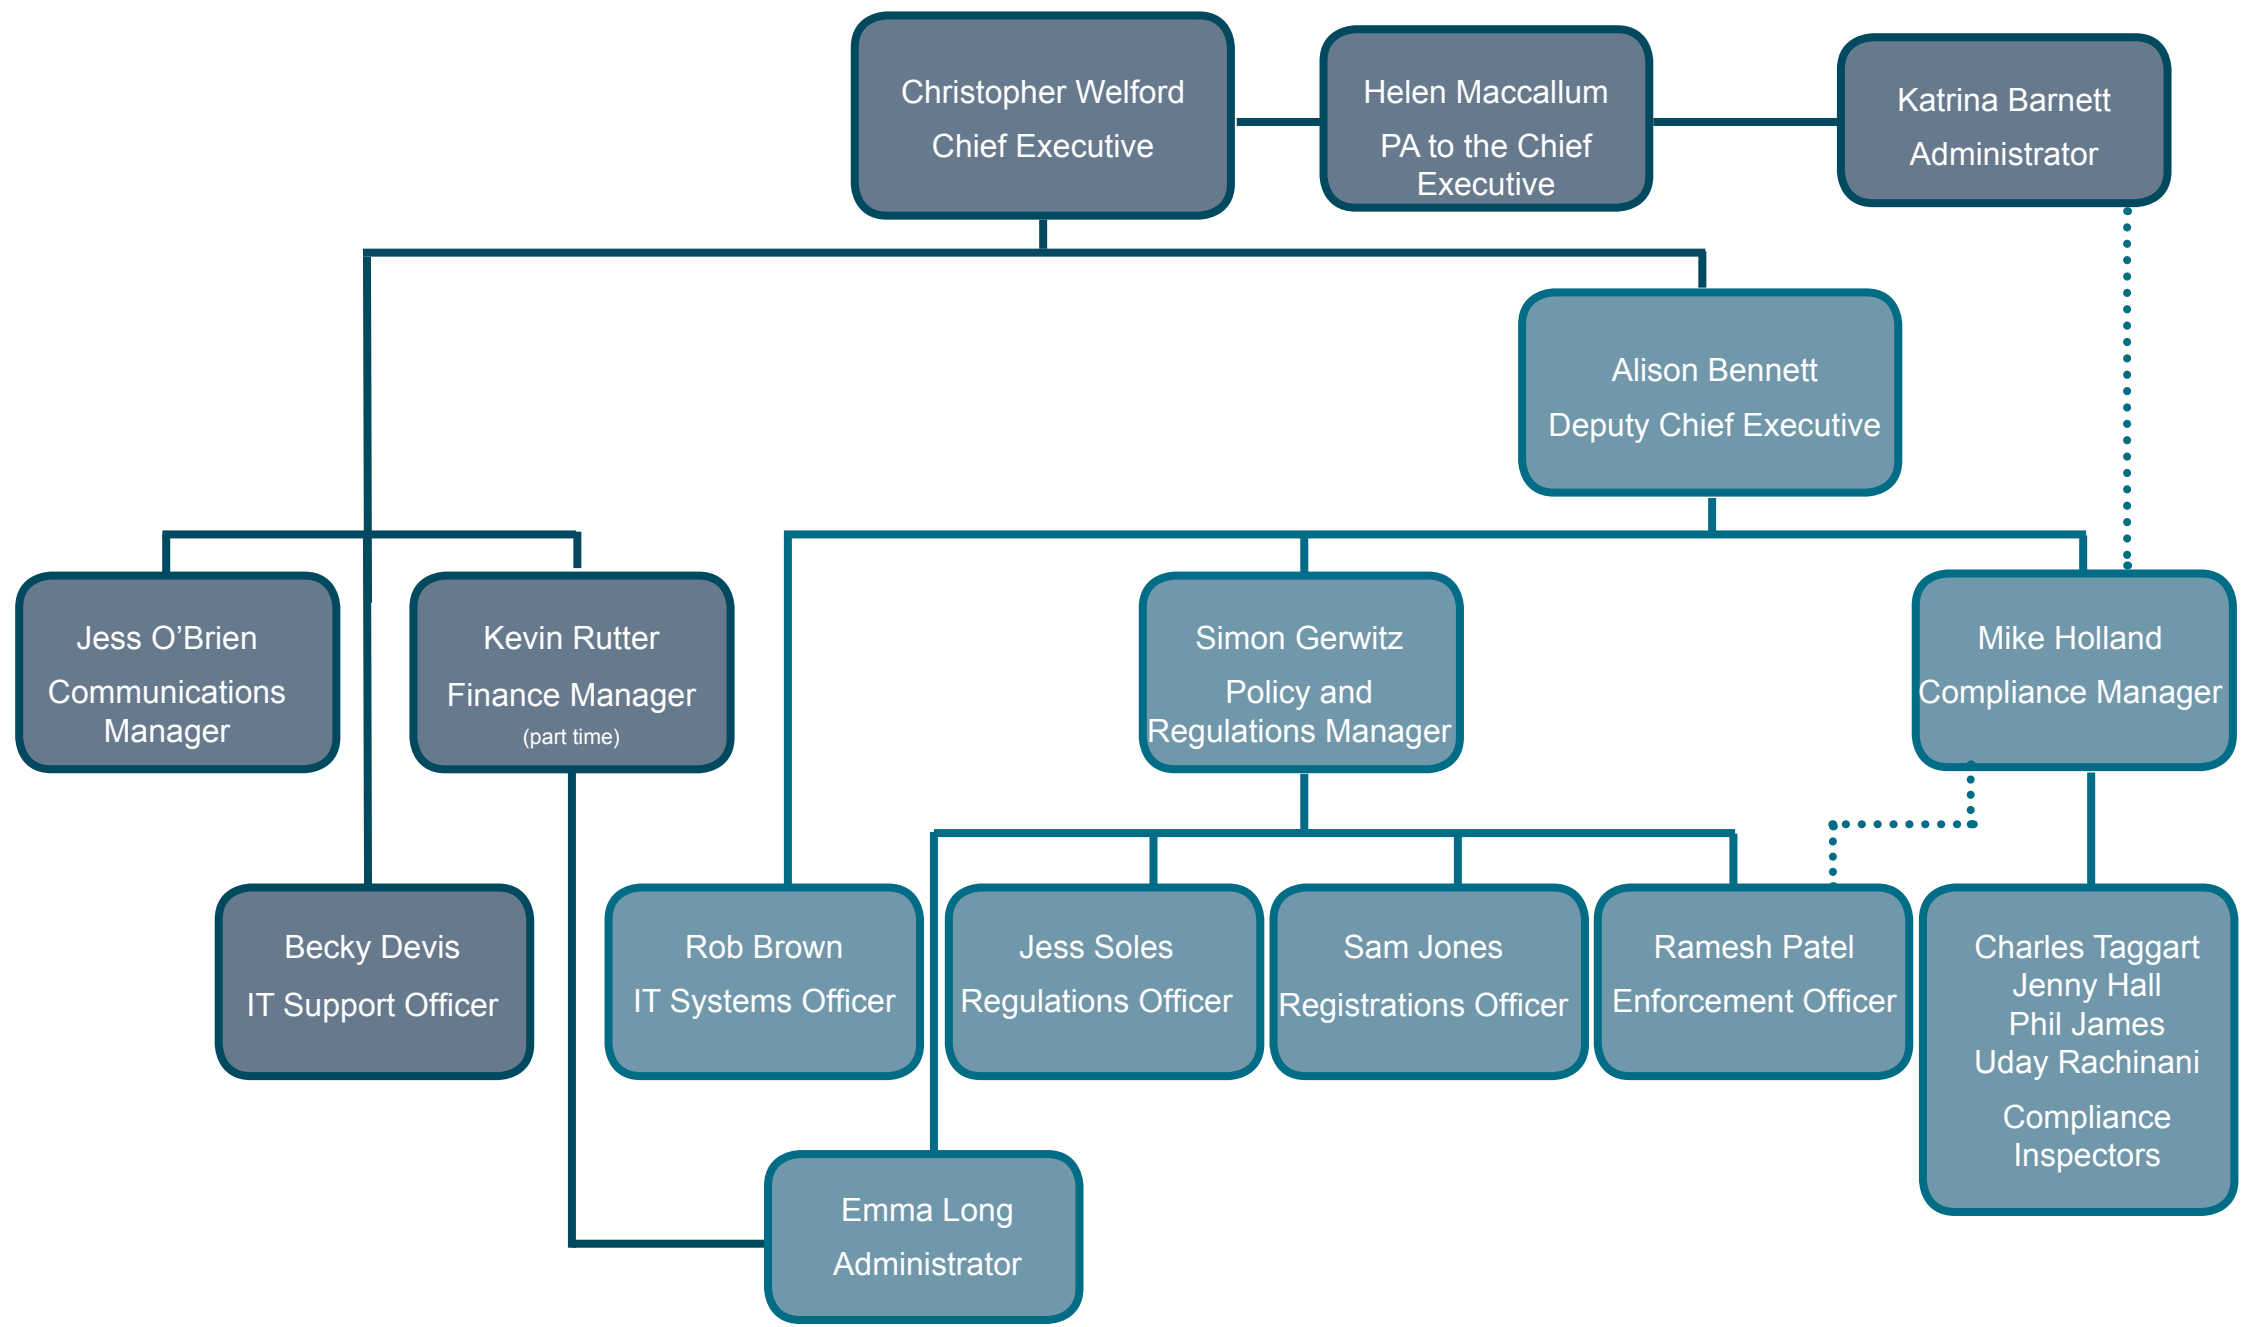 Christopher Welford
Chief Executive
Helen Maccallum
PA to the Chief
Executive
Katrina Barnett
Administrator
Alison Bennett
Deputy Chief Executive
Jess O’Brien
Communications
Manager
Kevin Rutter
Finance Manager
(part time)
Simon Gerwitz
Policy and
Regulations Manager
Mike Holland
Compliance Manager
Becky Devis
IT Support Officer
Rob Brown
IT Systems Officer
Jess Soles
Regulations Officer
Sam Jones
Registrations Officer
Ramesh Patel
Enforcement Officer
Charles Taggart
Jenny Hall
Phil James
Uday Rachinani
Compliance
Inspectors
Emma Long
Administrator